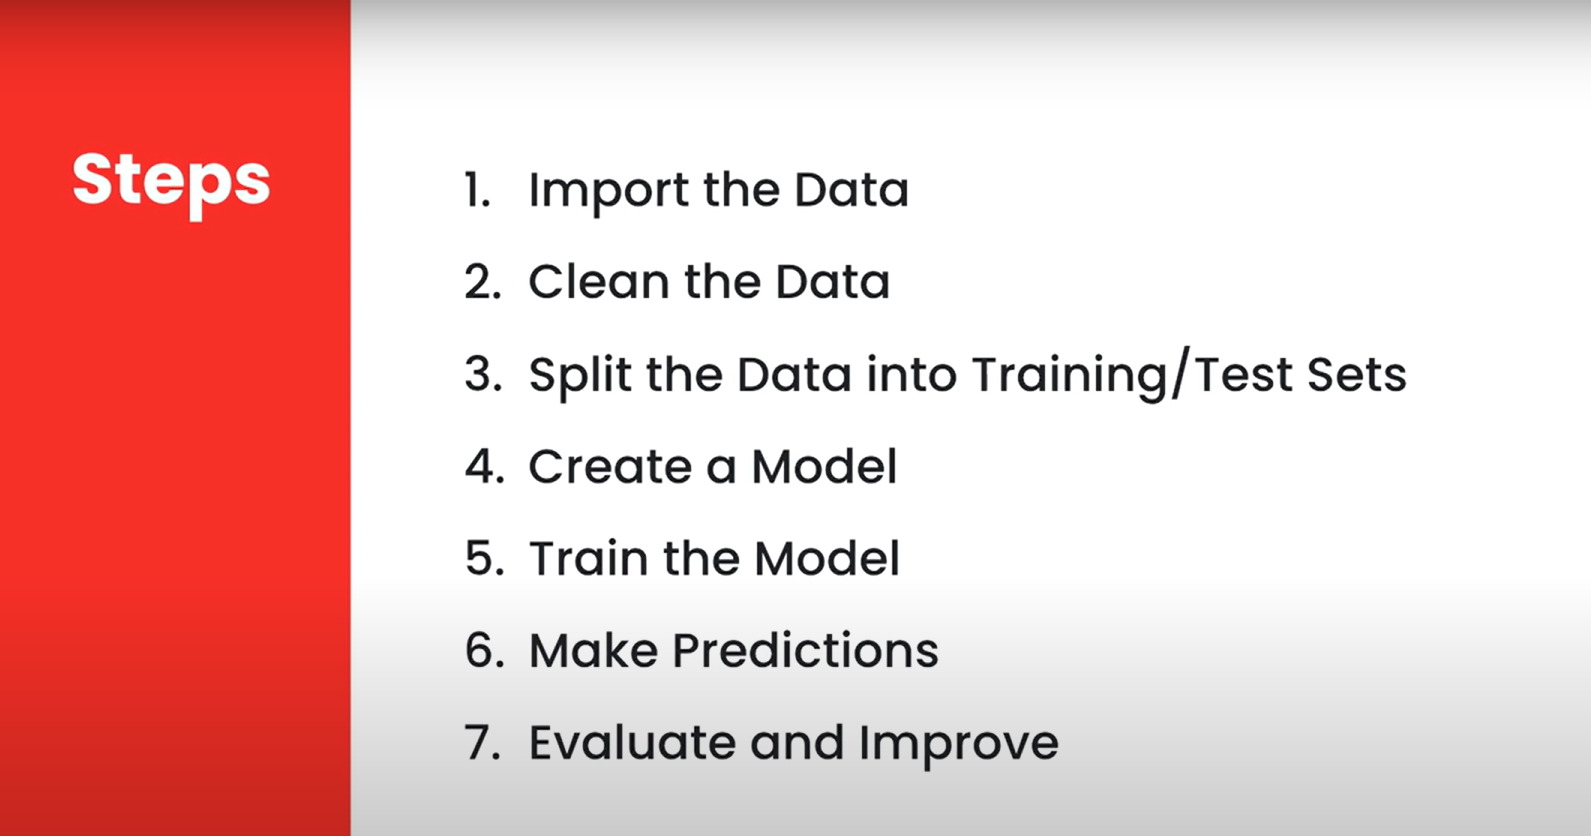 Steps
1. Import the Data
2. Clean the Data
3. Split the Data into Training/Test Sets
4. Create a Model
5. Train the Model
6. Make Predictions
7. Evaluate and Improve